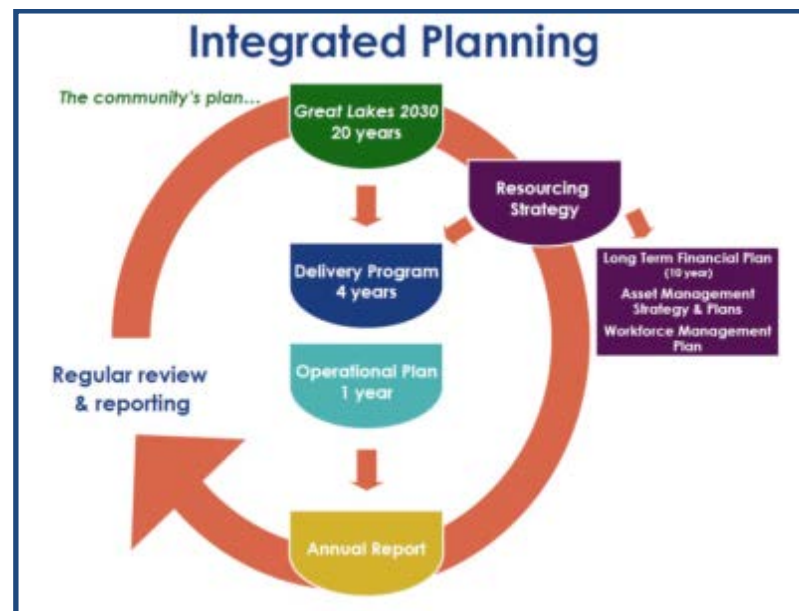 Integrated Planning
The community's plan...
Great Lakes 2030
20 years
Resourcing
Strategy
Long Term Financial Plan
(10 year)
Asset Management
Strategy & Plans
Workforce Management
Plan
Delivery Program
4 years
Operational Plan
1 year
Regular review
& reporting
Annual Report